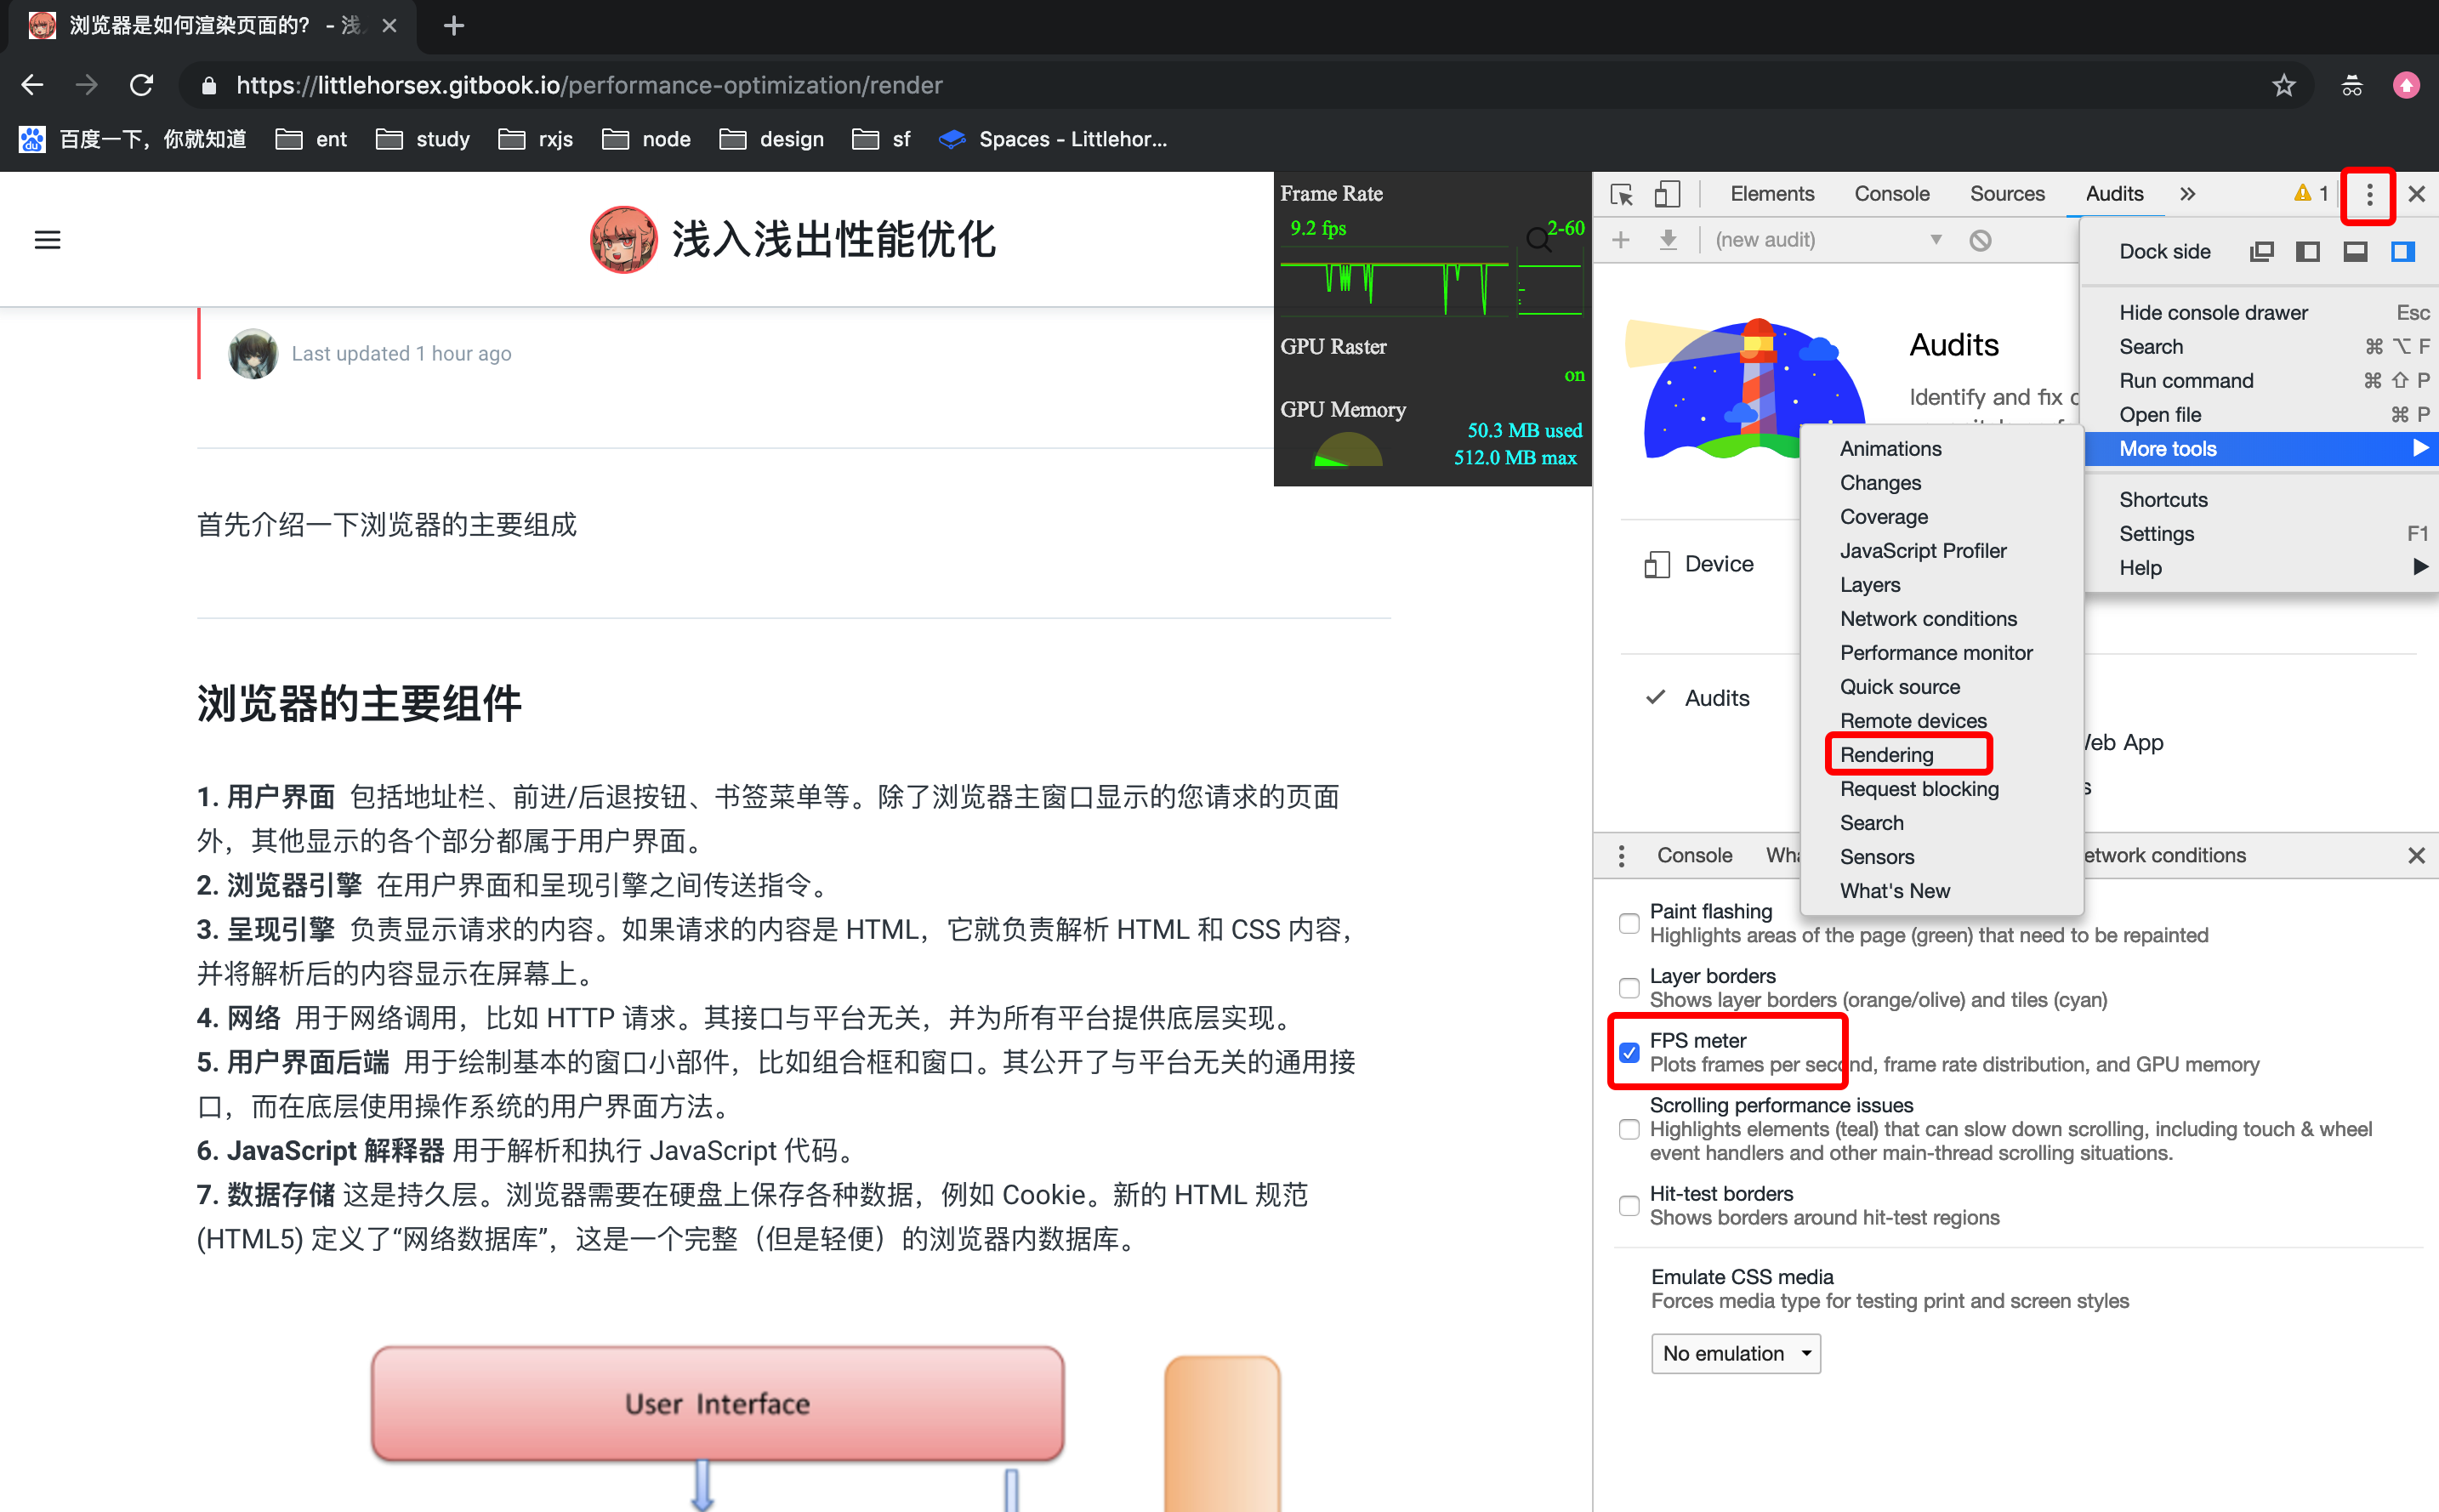 浏览器是如何渲染页面的？ - 浅
https://littlehorsex.gitbook.io/performance-optimization/render
百度一下，你就知道
ent
study
rxjs
node
design
sf
Spaces - Littlehor...
浅入浅出性能优化
Last updated 1 hour ago
首先介绍一下浏览器的主要组成
浏览器的主要组件
1. 用户界面 包括地址栏、前进/后退按钮、书签菜单等。除了浏览器主窗口显示的您请求的页面
外，其他显示的各个部分都属于用户界面。
2. 浏览器引擎 在用户界面和呈现引擎之间传送指令。
3. 呈现引擎 负责显示请求的内容。如果请求的内容是 HTML，它就负责解析 HTML 和 CSS 内容，
并将解析后的内容显示在屏幕上。
4. 网络 用于网络调用，比如 HTTP 请求。其接口与平台无关，并为所有平台提供底层实现。
5. 用户界面后端 用于绘制基本的窗口小部件，比如组合框和窗口。其公开了与平台无关的通用接
口，而在底层使用操作系统的用户界面方法。
6. JavaScript 解释器 用于解析和执行 JavaScript 代码。
7. 数据存储 这是持久层。浏览器需要在硬盘上保存各种数据，例如 Cookie。新的 HTML 规范
(HTML5) 定义了“网络数据库”，这是一个完整（但是轻便）的浏览器内数据库。
User Interface
Frame Rate
9.2 fps
2-60
GPU Raster
on
GPU Memory
50.3 MB used
512.0 MB max
Elements
Console
Sources
Audits
»
1
(new audit)
Audits
Identify and fix c
Device
Audits
Web App
s
Dock side
Hide console drawer Esc
Search ⌘ ⌥ F
Run command ⌘ ⇧ P
Open file ⌘ P
More tools
Shortcuts
Settings F1
Help
Animations
Changes
Coverage
JavaScript Profiler
Layers
Network conditions
Performance monitor
Quick source
Remote devices
Rendering
Request blocking
Search
Sensors
What's New
Console
Wha
etwork conditions
Paint flashing
Highlights areas of the page (green) that need to be repainted
Layer borders
Shows layer borders (orange/olive) and tiles (cyan)
FPS meter
Plots frames per second, frame rate distribution, and GPU memory
Scrolling performance issues
Highlights elements (teal) that can slow down scrolling, including touch & wheel
event handlers and other main-thread scrolling situations.
Hit-test borders
Shows borders around hit-test regions
Emulate CSS media
Forces media type for testing print and screen styles
No emulation